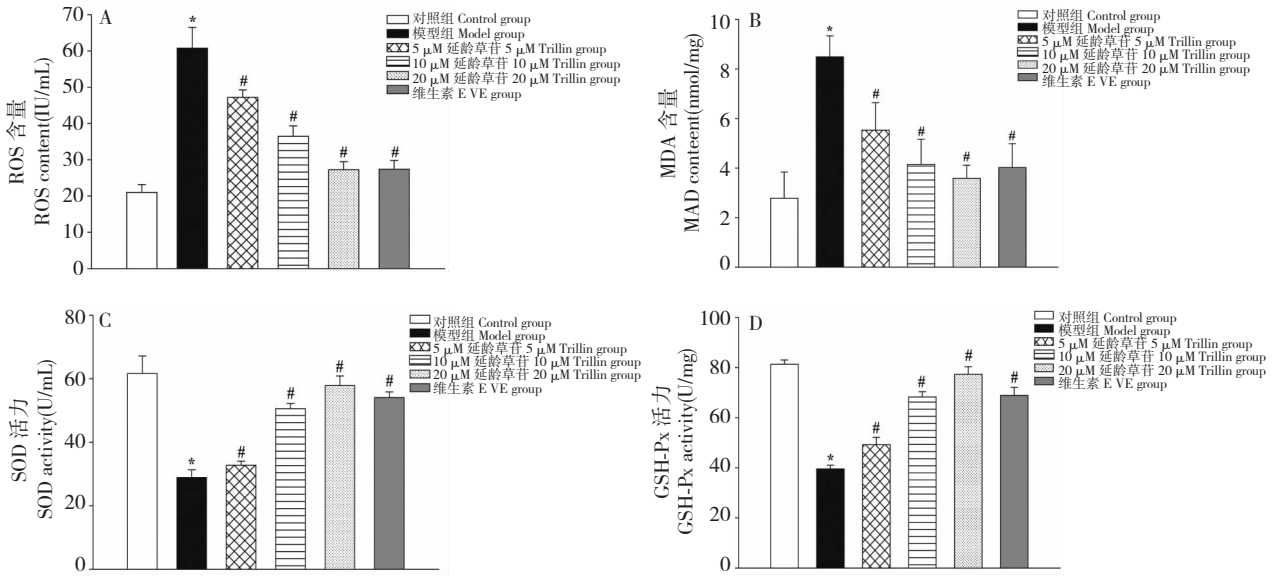 A
ROS 含量
ROS content(IU/mL)
70
60
50
40
30
20
10
0
*
#
#
#
#
对照组 Control group
模型组 Model group
5 μM 延龄草苷 5 μM Trillin group
10 μM 延龄草苷 10 μM Trillin group
20 μM 延龄草苷 20 μM Trillin group
维生素 E VE group
B
MDA 含量
MAD conteent(nmol/mg)
10
8
6
4
2
0
*
#
#
#
#
对照组 Control group
模型组 Model group
5 μM 延龄草苷 5 μM Trillin group
10 μM 延龄草苷 10 μM Trillin group
20 μM 延龄草苷 20 μM Trillin group
维生素 E VE group
C
SOD 活力
SOD activity(U/mL)
80
60
40
20
0
*
#
#
#
#
对照组 Control group
模型组 Model group
5 μM 延龄草苷 5 μM Trillin group
10 μM 延龄草苷 10 μM Trillin group
20 μM 延龄草苷 20 μM Trillin group
维生素 E VE group
D
GSH-Px 活力
GSH-Px activity(U/mg)
100
80
60
40
20
0
*
#
#
#
#
对照组 Control group
模型组 Model group
5 μM 延龄草苷 5 μM Trillin group
10 μM 延龄草苷 10 μM Trillin group
20 μM 延龄草苷 20 μM Trillin group
维生素 E VE group